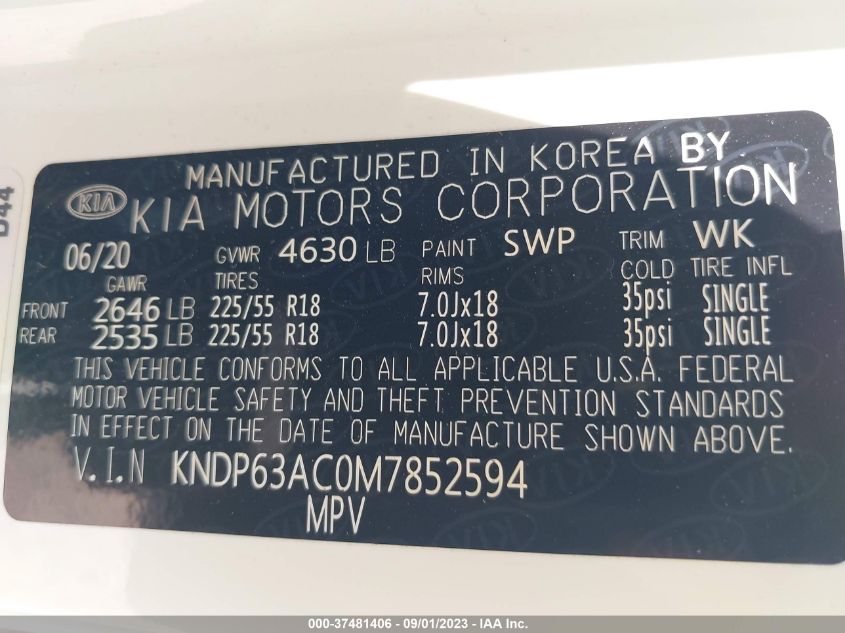 D44
MANUFACTURED IN KOREA BY
KIA KIA MOTORS CORPORATION
06/20 GVWR 4630 LB PAINT SWP TRIM WK
GAWR TIRES RIMS COLD TIRE INFL
FRONT 2646 LB 225/55 R18 7.0Jx18 35psi SINGLE
REAR 2535 LB 225/55 R18 7.0Jx18 35psi SINGLE
THIS VEHICLE CONFORMS TO ALL APPLICABLE U.S.A. FEDERAL
MOTOR VEHICLE SAFETY AND THEFT PREVENTION STANDARDS
IN EFFECT ON THE DATE OF MANUFACTURE SHOWN ABOVE.
V.I.N KNDP63AC0M7852594
MPV
000-37481406 - 09/01/2023 - IAA Inc.